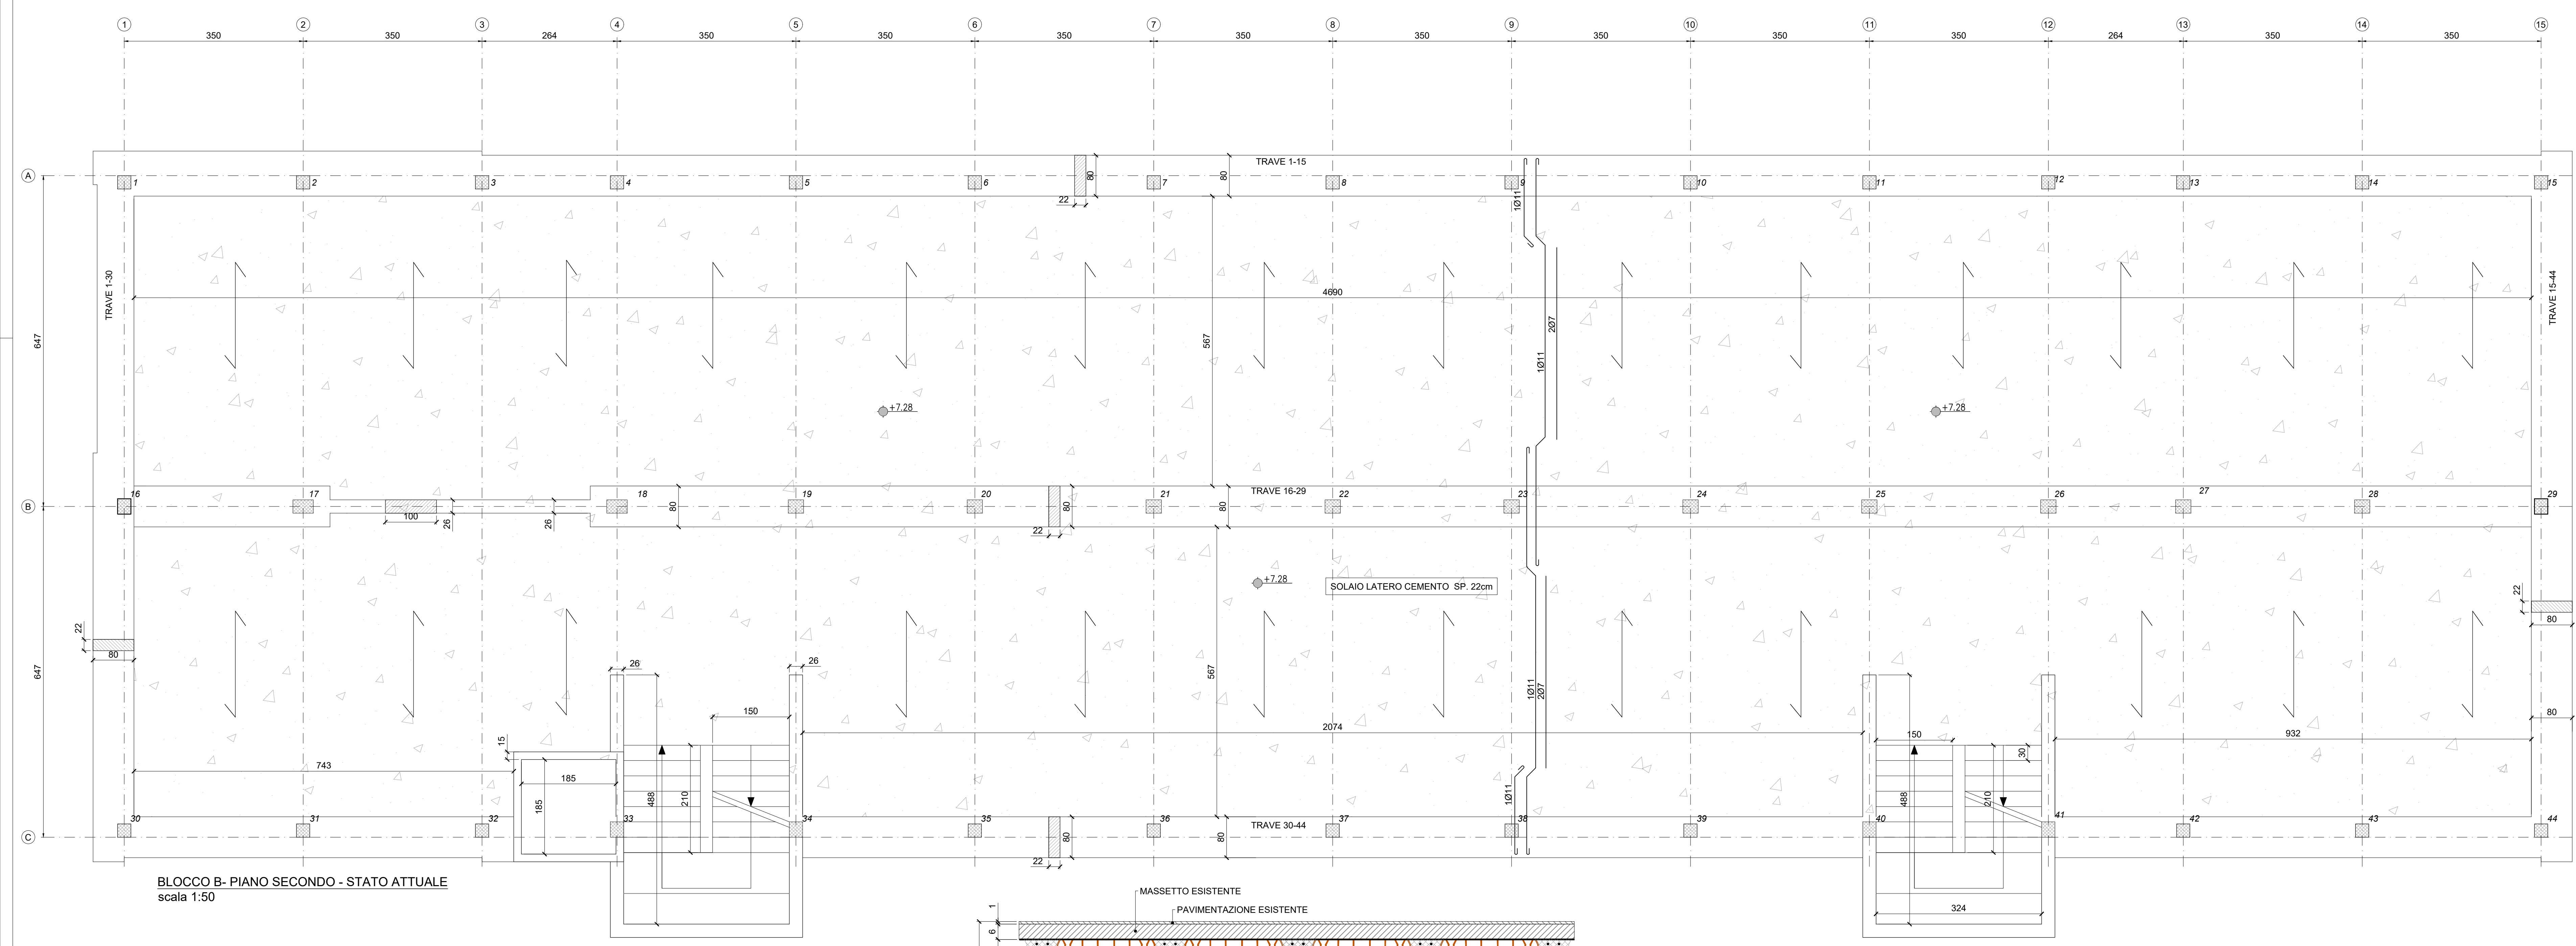 1 2 3 4 5 6 7 8 9 10 11 12 13 14 15
350 350 264 350 350 350 350 350 350 350 350 264 350 350
TRAVE 1-15
A
1 2 3 4 5 6 7 8 9 10 11 12 13 14 15
80
80
22
1Ø11
TRAVE 1-30
TRAVE 15-44
4690
647
567
2Ø7
1Ø11
+7.28
+7.28
16 17 18 19 20 21 22 23 24 25 26 27 28 29
TRAVE 16-29
B
80
80
80
100
26
26
22
+7.28
SOLAIO LATERO CEMENTO SP. 22cm
22
80
22
80
647
26
26
567
1Ø11
2Ø7
80
150
2074
150
932
30
15
743
185
185
488
210
1Ø11
488
210
30 31 32 33 34 35 36 37 38 39 40 41 42 43 44
TRAVE 30-44
C
80
80
22
BLOCCO B- PIANO SECONDO - STATO ATTUALE
scala 1:50
MASSETTO ESISTENTE
PAVIMENTAZIONE ESISTENTE
1
6
324